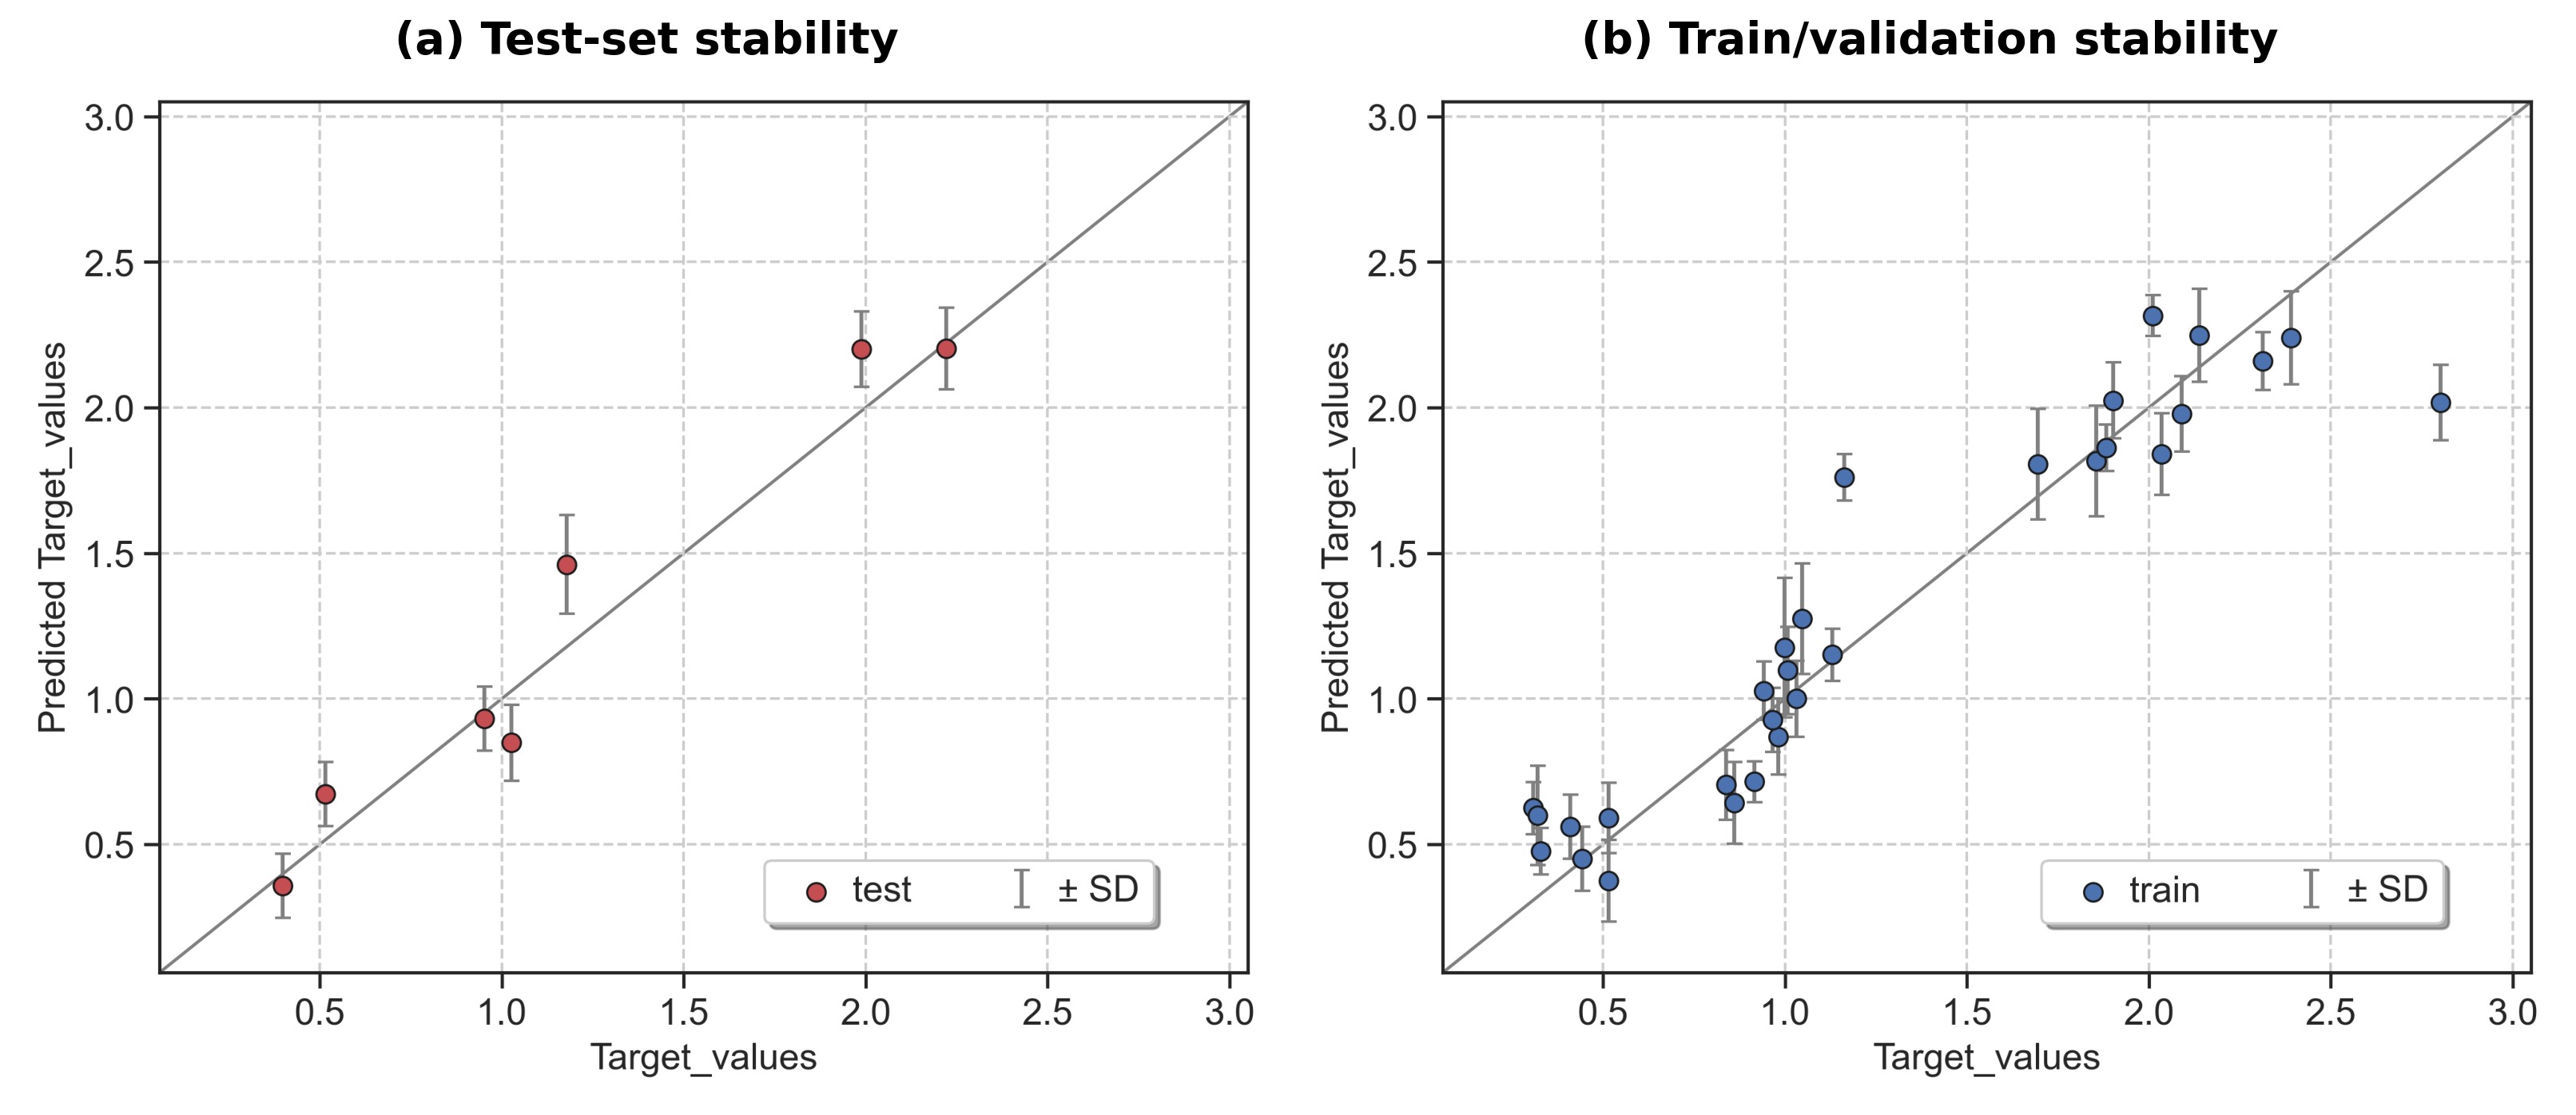 (a) Test-set stability
Predicted Target_values
3.0
2.5
2.0
1.5
1.0
0.5
test
± SD
0.5 1.0 1.5 2.0 2.5 3.0
Target_values
(b) Train/validation stability
Predicted Target_values
3.0
2.5
2.0
1.5
1.0
0.5
train
± SD
0.5 1.0 1.5 2.0 2.5 3.0
Target_values